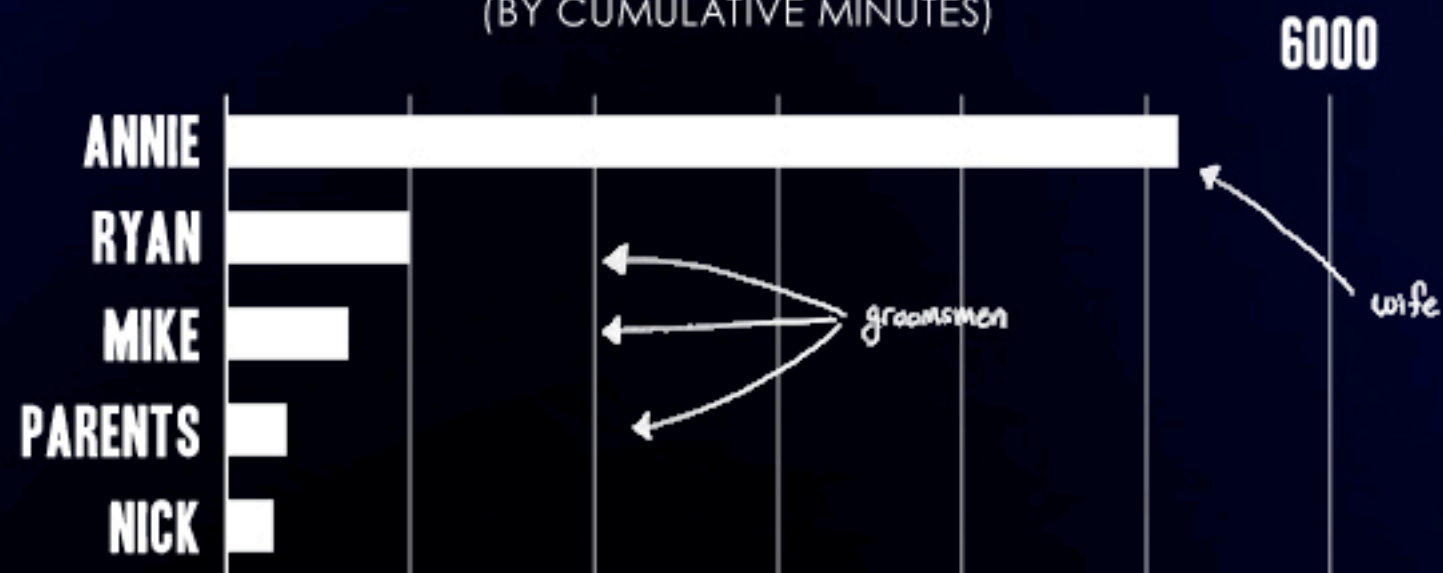 (BY CUMULATIVE MINUTES)
6000
ANNIE
RYAN
MIKE
groomsmen
wife
PARENTS
NICK